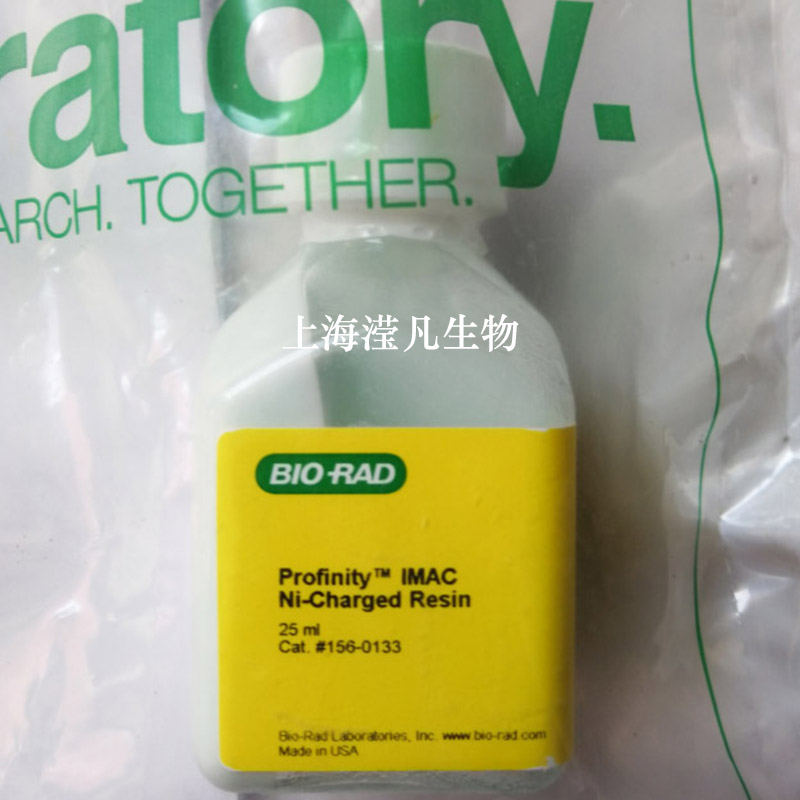 ratory.
ARCH. TOGETHER.
上海滢凡生物
BIO-RAD
Profinity™ IMAC
Ni-Charged Resin
25 ml
Cat. #156-0133
Bio-Rad Laboratories, Inc. www.bio-rad.com
Made in USA